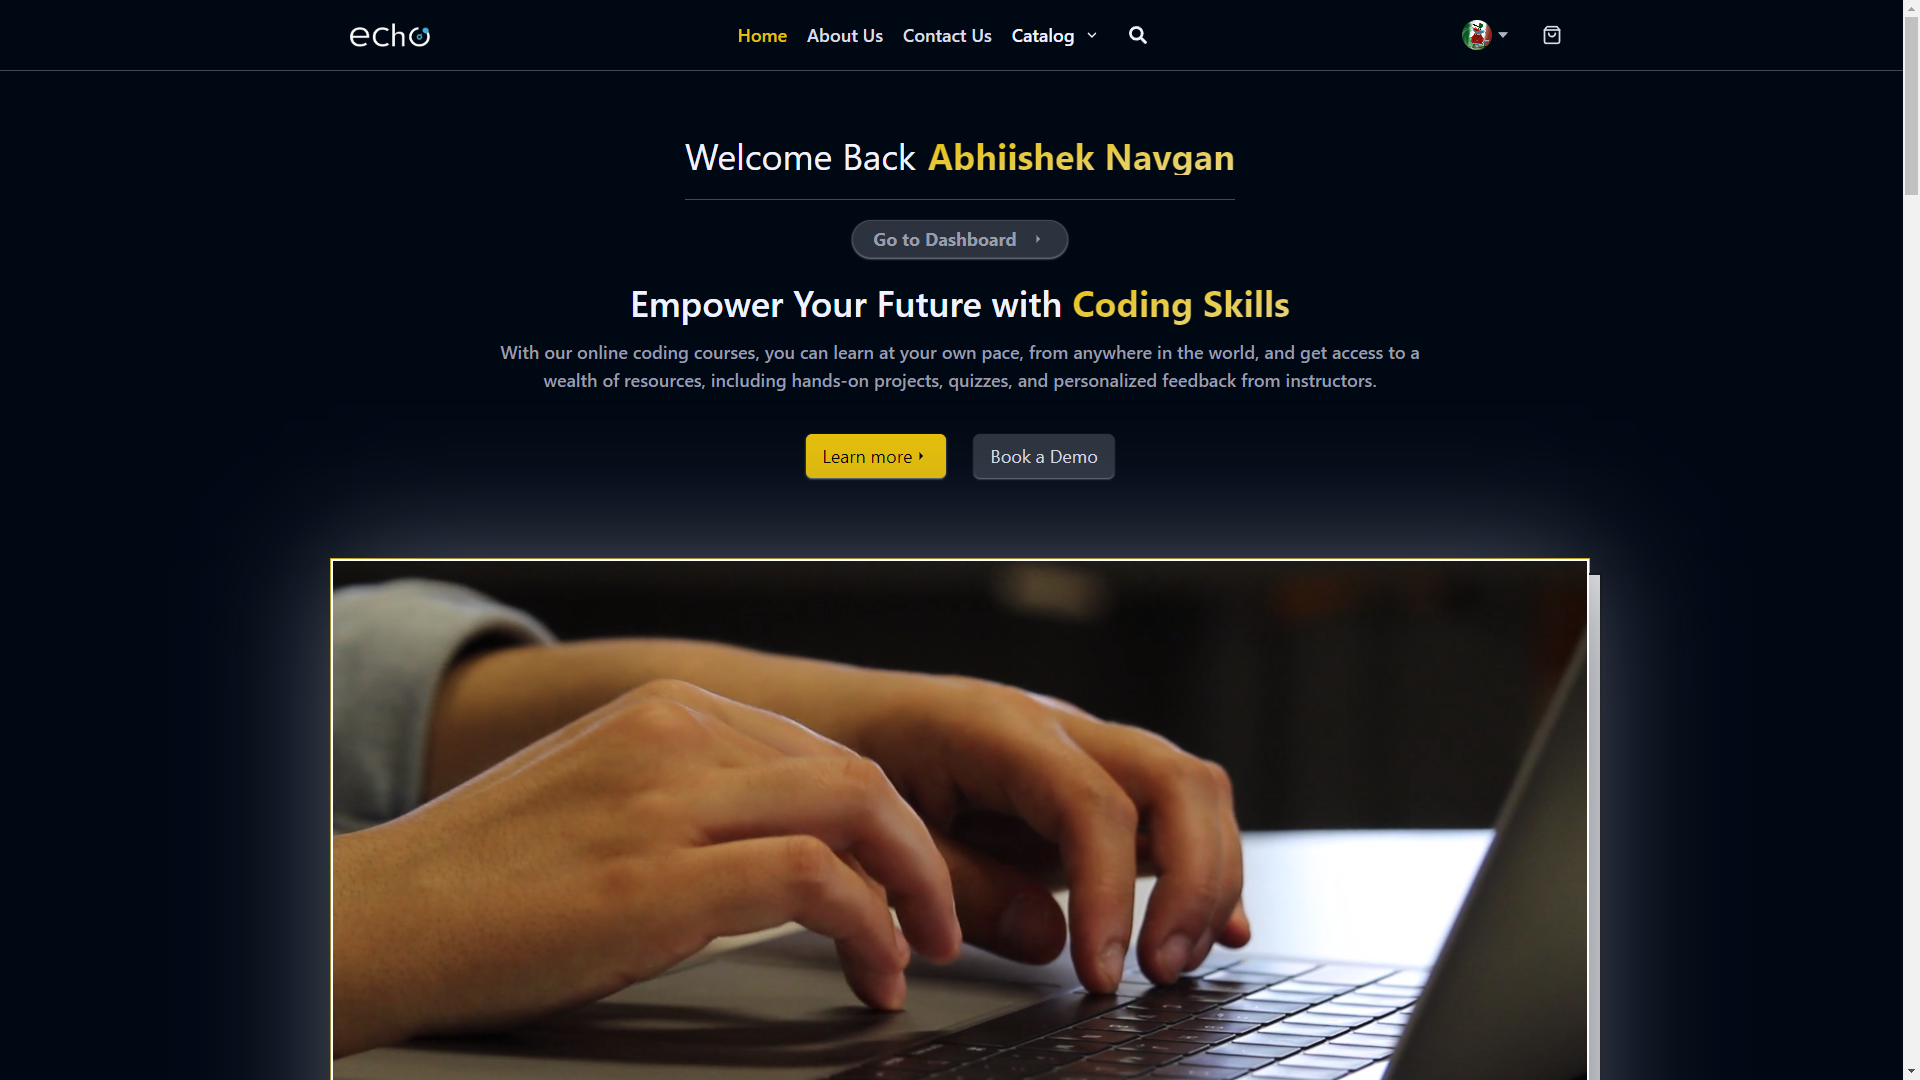 echo
Home About Us Contact Us Catalog
Welcome Back Abhiishek Navgan
Go to Dashboard
Empower Your Future with Coding Skills
With our online coding courses, you can learn at your own pace, from anywhere in the world, and get access to a
wealth of resources, including hands-on projects, quizzes, and personalized feedback from instructors.
Learn more Book a Demo